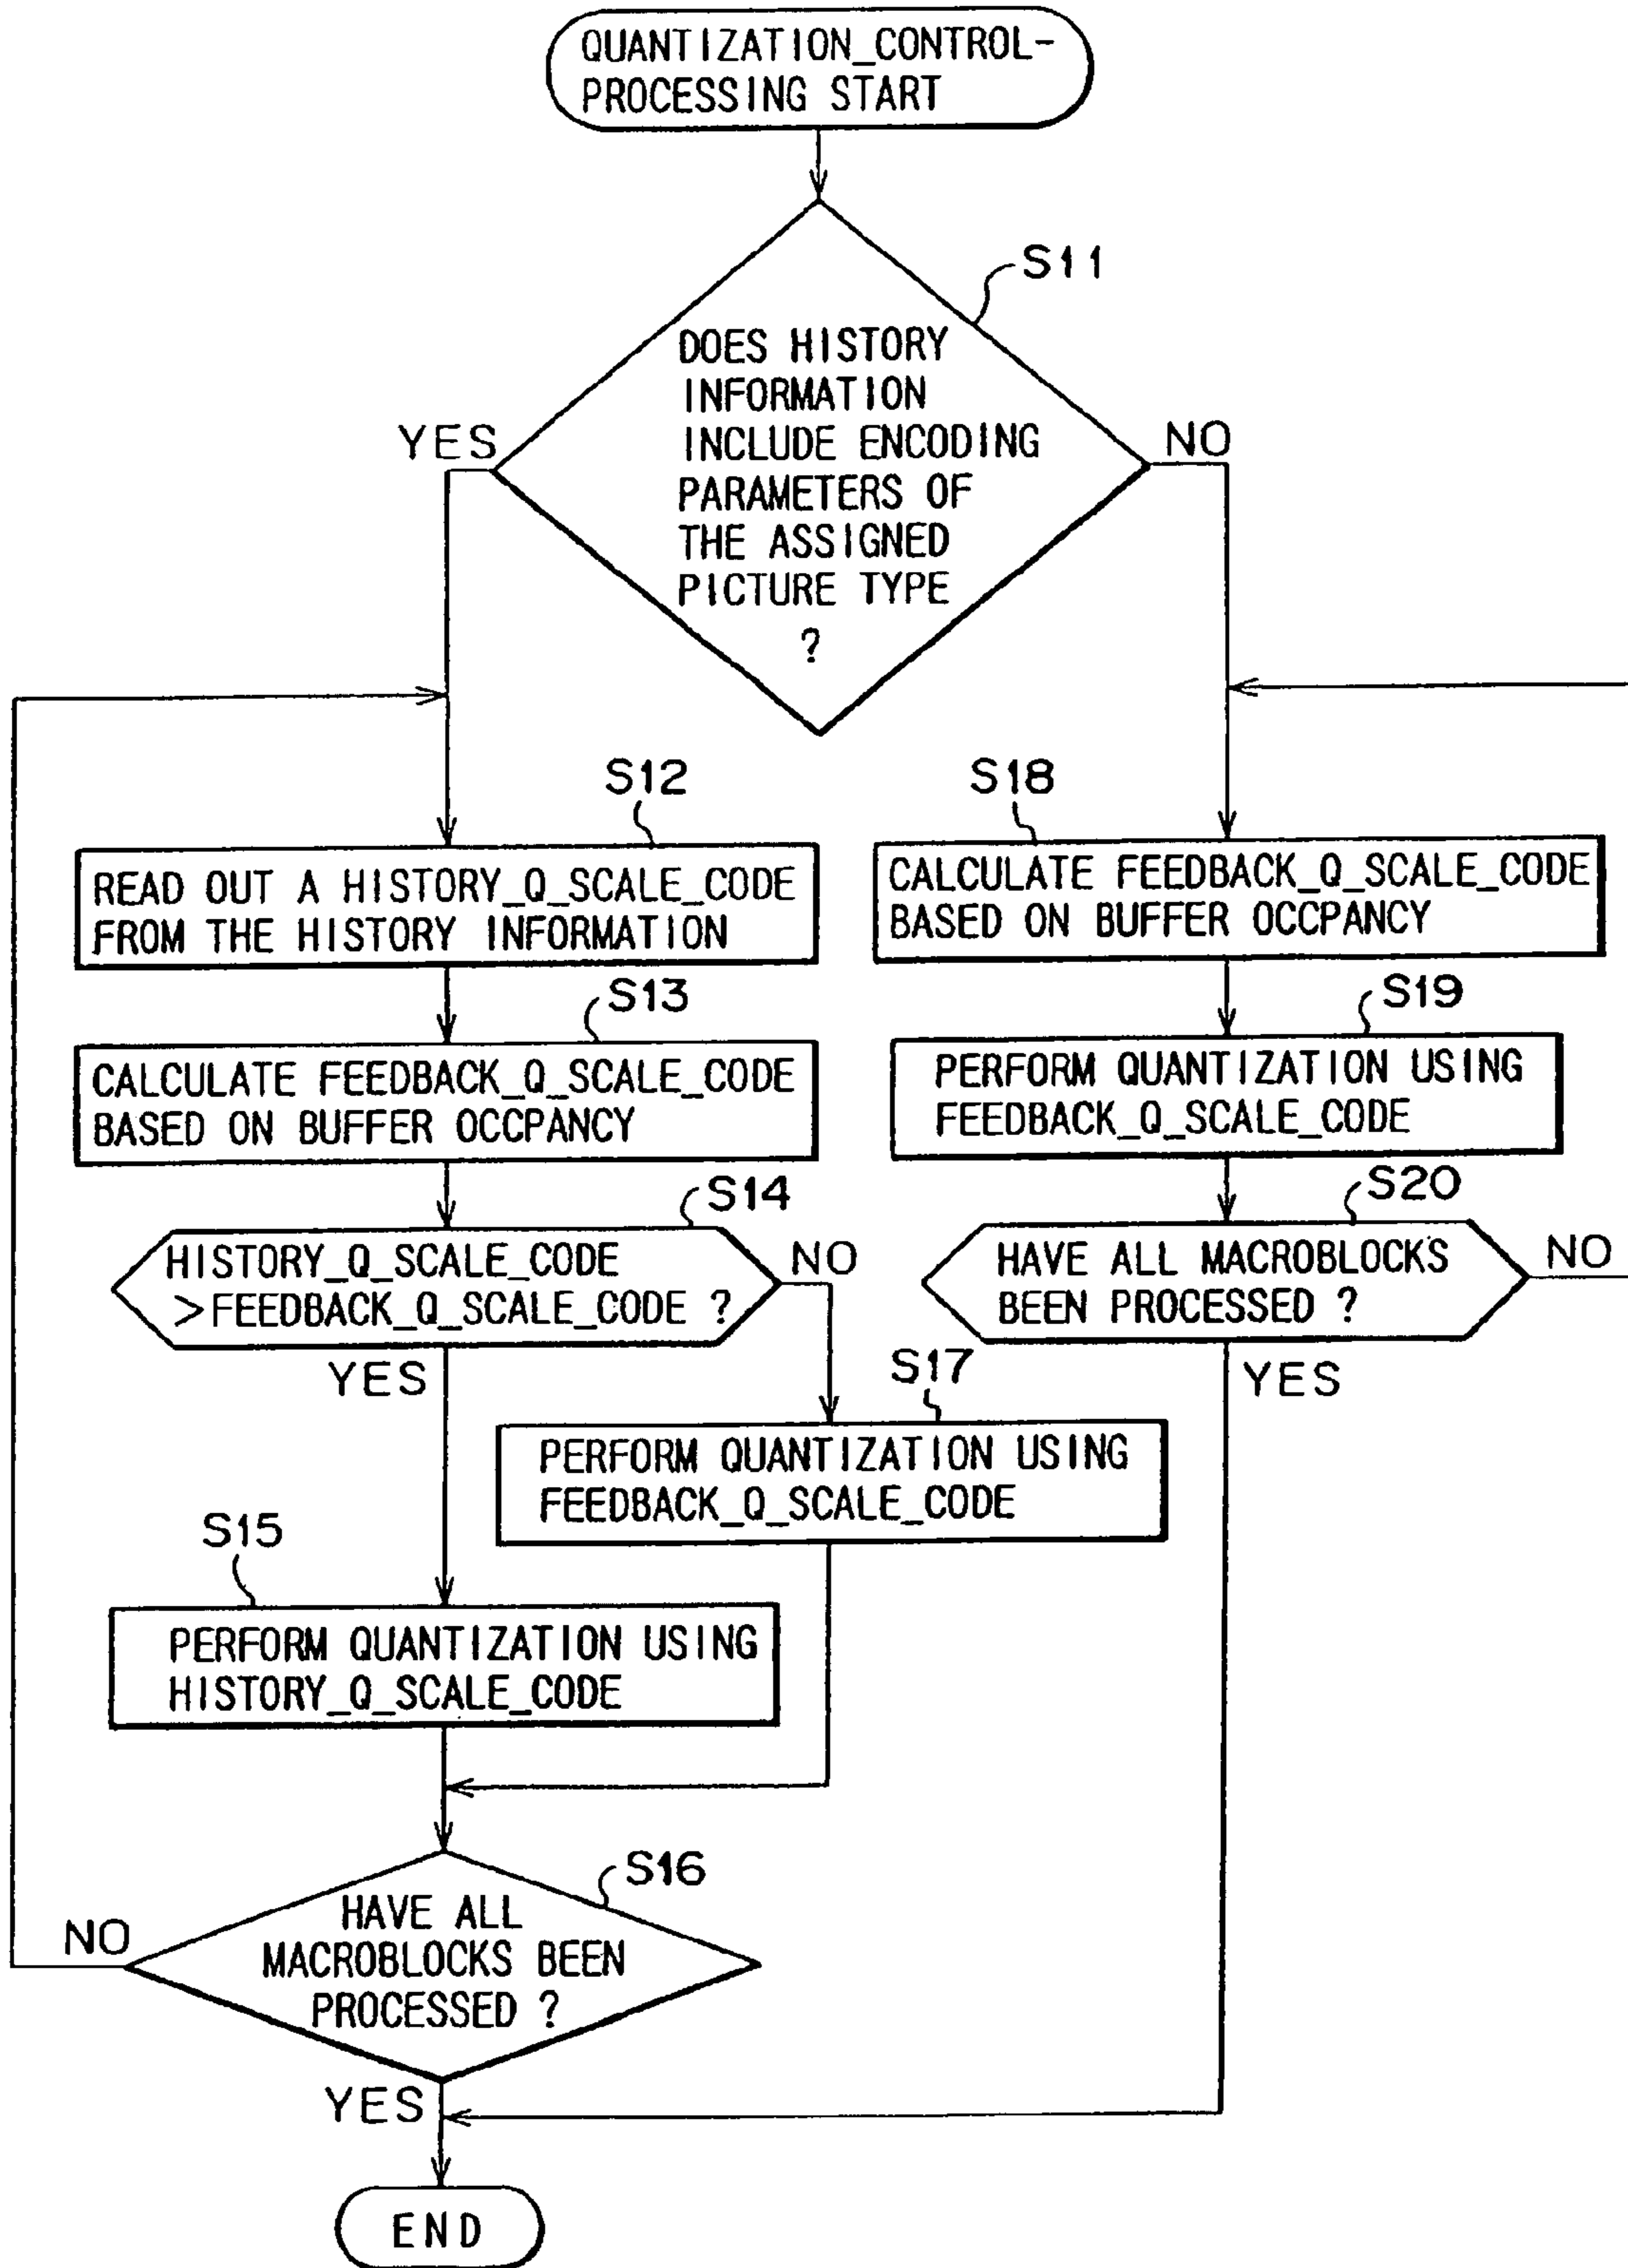 QUANTIZATION_CONTROL-
PROCESSING START
S11
DOES HISTORY
INFORMATION
INCLUDE ENCODING
PARAMETERS OF
THE ASSIGNED
PICTURE TYPE
?
YES
NO
S12
READ OUT A HISTORY_Q_SCALE_CODE
FROM THE HISTORY INFORMATION
S13
CALCULATE FEEDBACK_Q_SCALE_CODE
BASED ON BUFFER OCCPANCY
S14
HISTORY_Q_SCALE_CODE
>FEEDBACK_Q_SCALE_CODE ?
NO
YES
S17
PERFORM QUANTIZATION USING
FEEDBACK_Q_SCALE_CODE
S15
PERFORM QUANTIZATION USING
HISTORY_Q_SCALE_CODE
S16
HAVE ALL
MACROBLOCKS BEEN
PROCESSED ?
NO
YES
S18
CALCULATE FEEDBACK_Q_SCALE_CODE
BASED ON BUFFER OCCPANCY
S19
PERFORM QUANTIZATION USING
FEEDBACK_Q_SCALE_CODE
S20
HAVE ALL MACROBLOCKS
BEEN PROCESSED ?
NO
YES
END